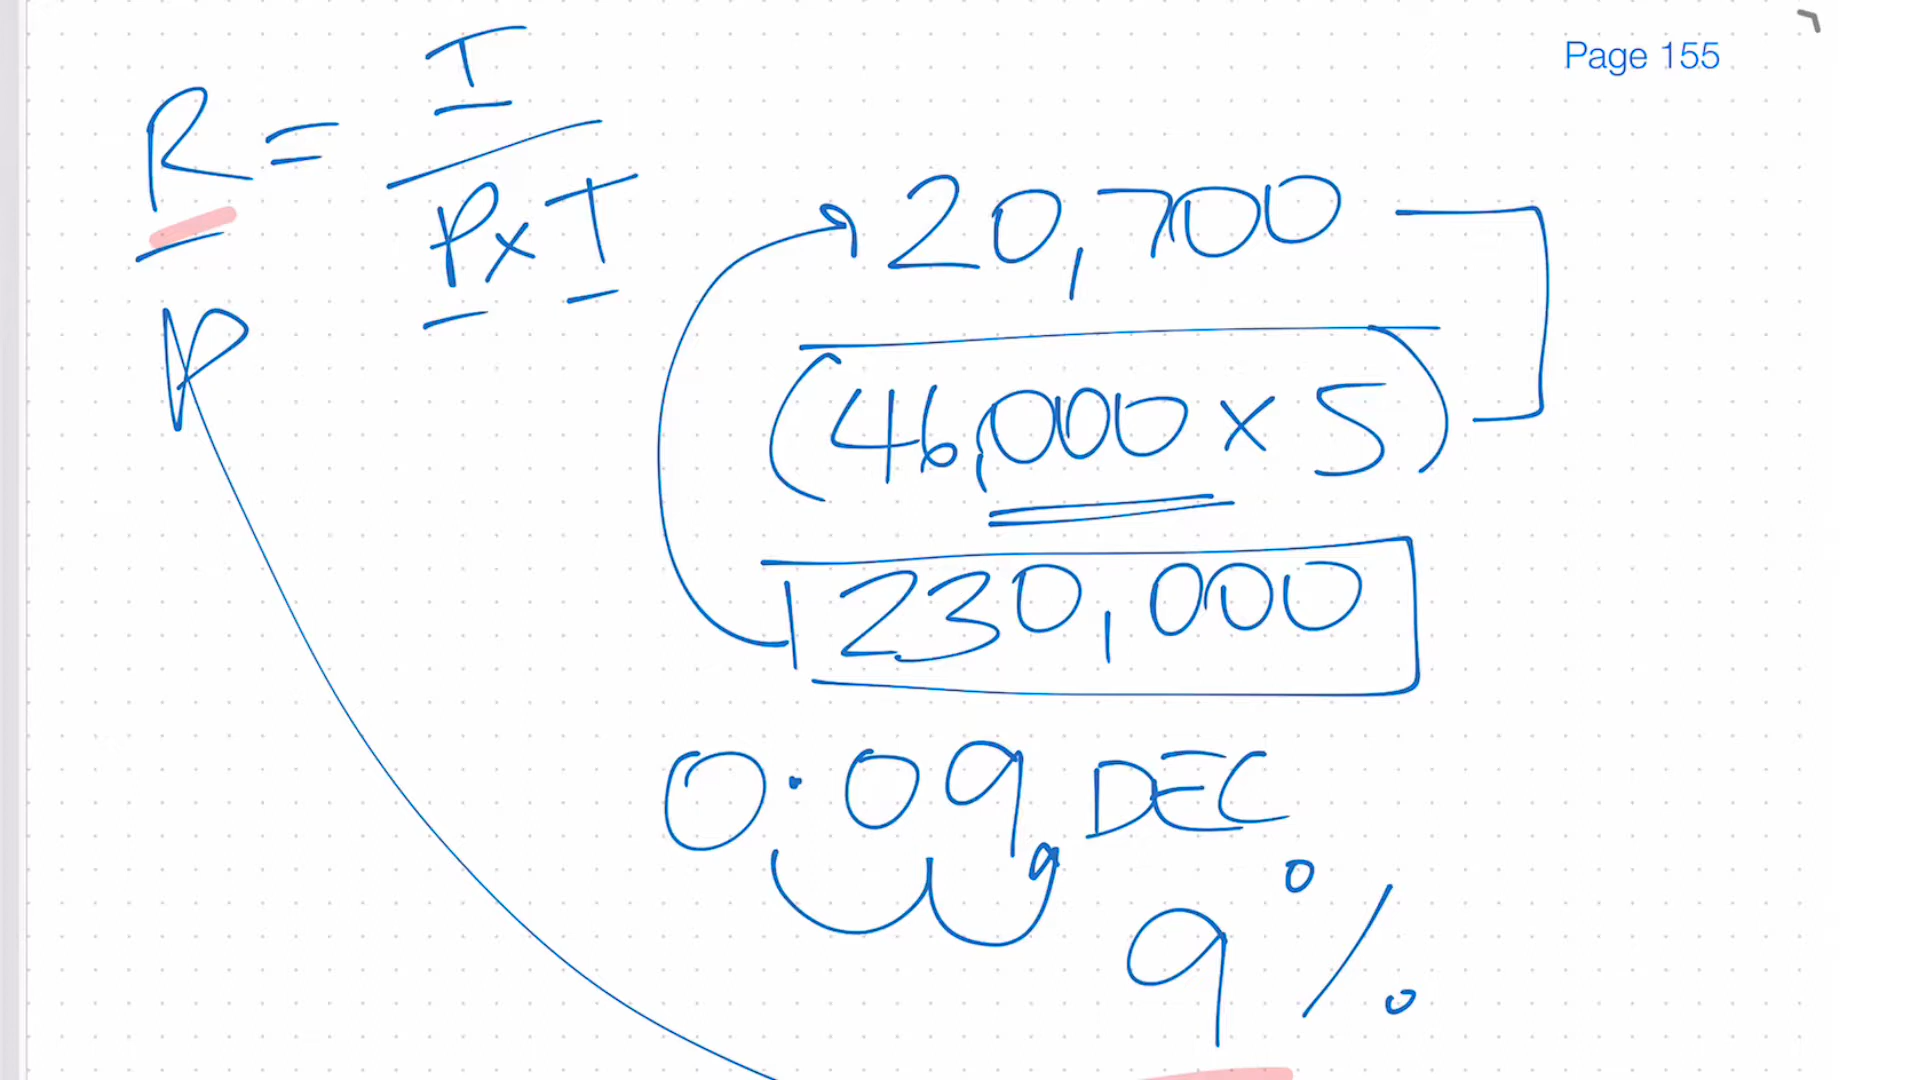 Page 155
R = I / P x T
P
20,700
(46,000 x 5)
230,000
0.09 DEC
9%